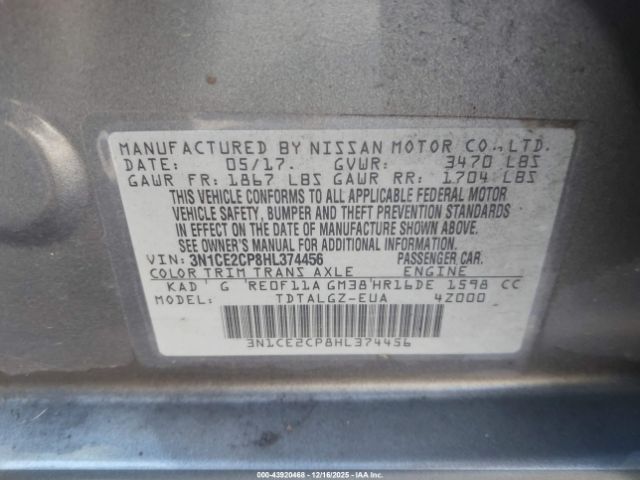 MANUFACTURED BY NISSAN MOTOR CO., LTD.
DATE: 05/17. GVWR: 3470 LBS
GAWR FR: 1867 LBS GAWR RR: 1704 LBS
THIS VEHICLE CONFORMS TO ALL APPLICABLE FEDERAL MOTOR
VEHICLE SAFETY, BUMPER AND THEFT PREVENTION STANDARDS
IN EFFECT ON THE DATE OF MANUFACTURE SHOWN ABOVE.
SEE OWNER'S MANUAL FOR ADDITIONAL INFORMATION.
VIN: 3N1CE2CP8HL374456 PASSENGER CAR.
COLOR TRIM TRANS AXLE ENGINE
KAD G RE0F11A GM38 HR16DE 1598 CC
MODEL: TDTALGZ-EUA 4Z000
3N1CE2CP8HL374456
000-43920468 - 12/16/2025 - IAAI.COM